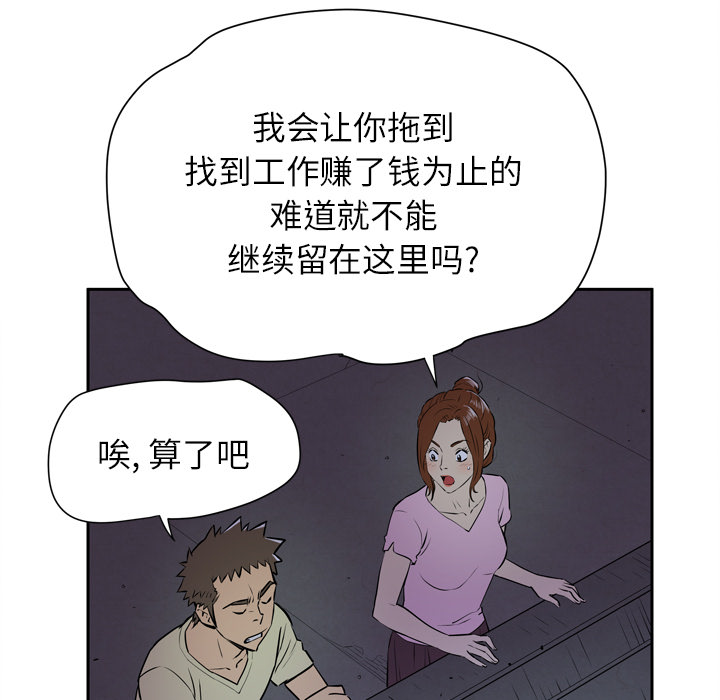 我会让你拖到
找到工作赚了钱为止的
难道就不能
继续留在这里吗?
唉, 算了吧